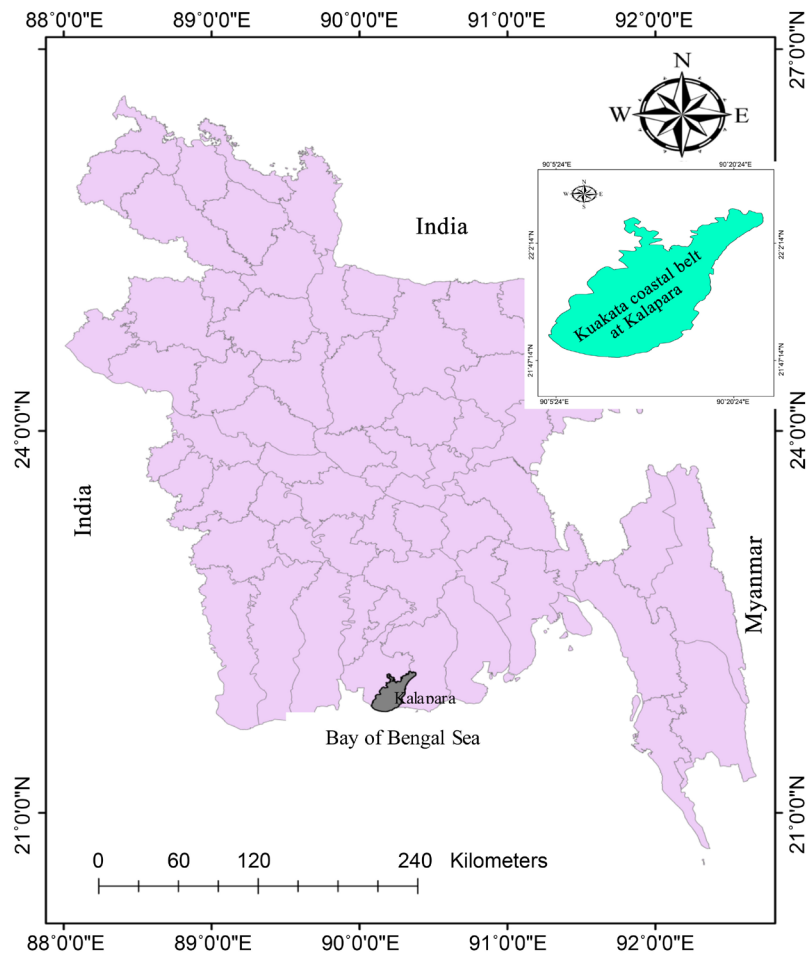 88°0'0"E 89°0'0"E 90°0'0"E 91°0'0"E 92°0'0"E
27°0'0"N
N
W E
S
90°5'24"E 90°20'24"E
N
W E
S
22°2'14"N 22°2'14"N
Kuakata coastal belt
at Kalapara
21°47'14"N 21°47'14"N
90°5'24"E 90°20'24"E
India
24°0'0"N 24°0'0"N
India
Myanmar
Kalapara
Bay of Bengal Sea
21°0'0"N 21°0'0"N
0 60 120 240 Kilometers
88°0'0"E 89°0'0"E 90°0'0"E 91°0'0"E 92°0'0"E